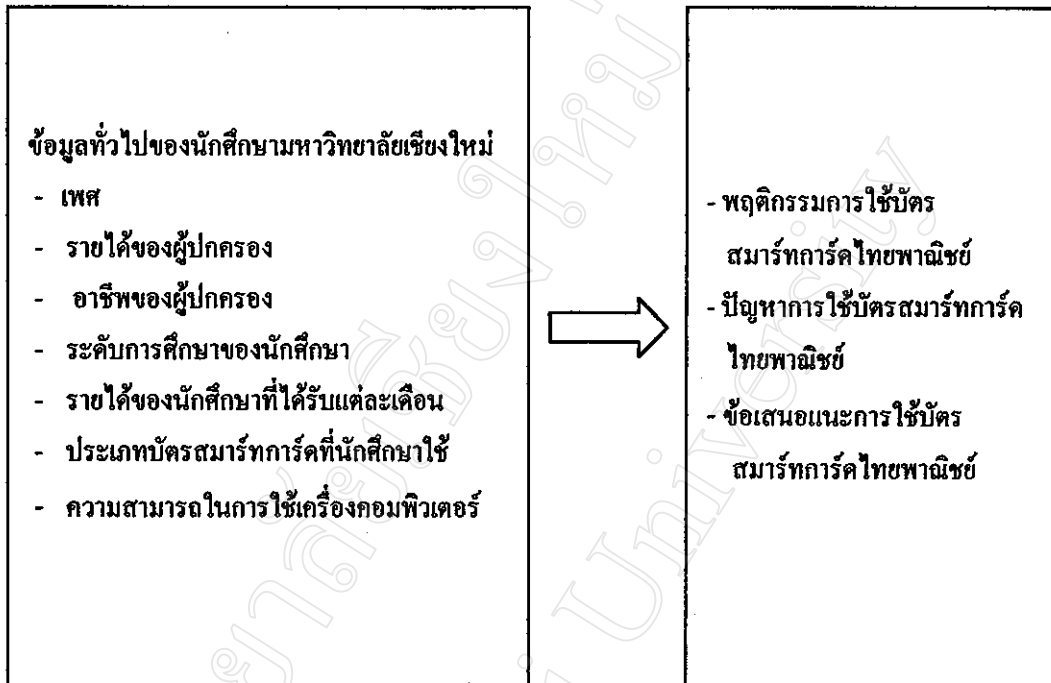 ข้อมูลทั่วไปของนักศึกษามหาวิทยาลัยเชียงใหม่
- เพศ
- รายได้ของผู้ปกครอง
- อาชีพของผู้ปกครอง
- ระดับการศึกษาของนักศึกษา
- รายได้ของนักศึกษาที่ได้รับแต่ละเดือน
- ประเภทบัตรสมาร์ทการ์ดที่นักศึกษาใช้
- ความสามารถในการใช้เครื่องคอมพิวเตอร์
- พฤติกรรมการใช้บัตร
สมาร์ทการ์ดไทยพาณิชย์
- ปัญหาการใช้บัตรสมาร์ทการ์ด
ไทยพาณิชย์
- ข้อเสนอแนะการใช้บัตร
สมาร์ทการ์ดไทยพาณิชย์
University